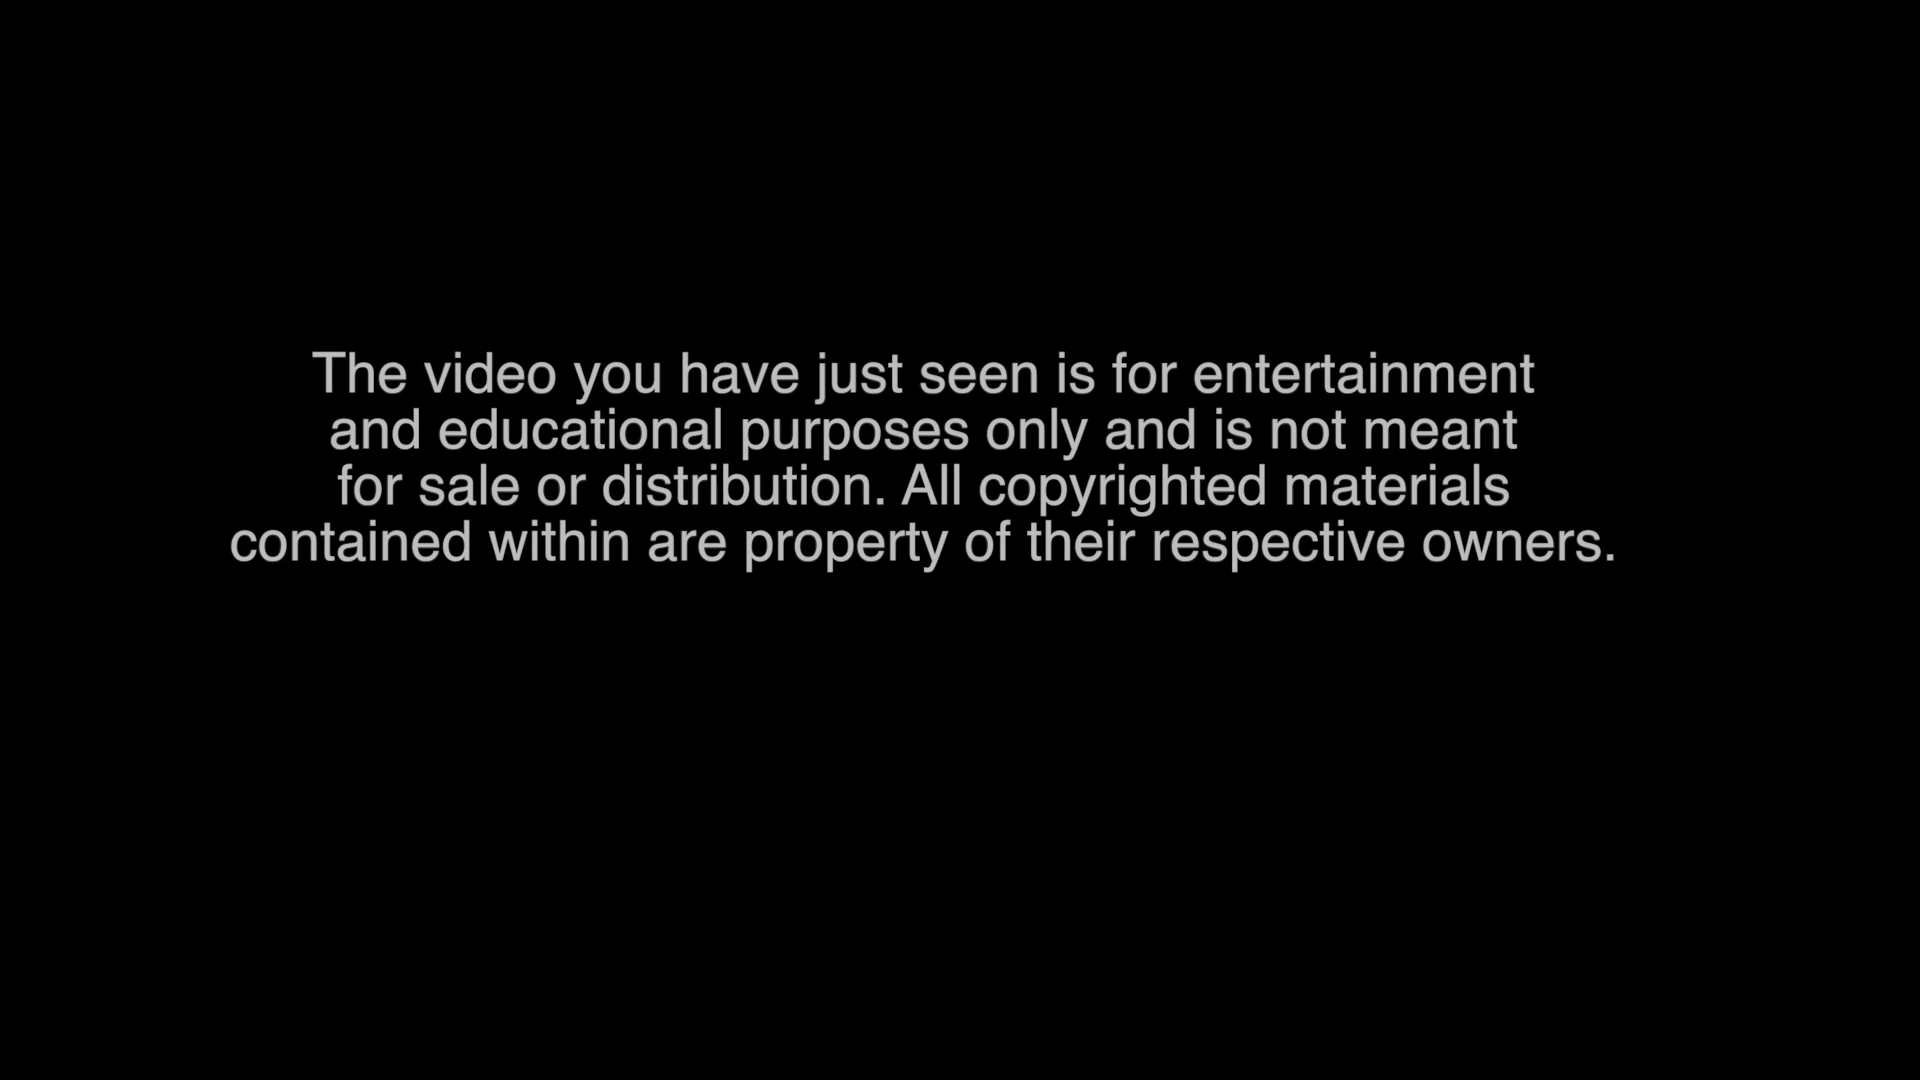 The video you have just seen is for entertainment
and educational purposes only and is not meant
for sale or distribution. All copyrighted materials
contained within are property of their respective owners.